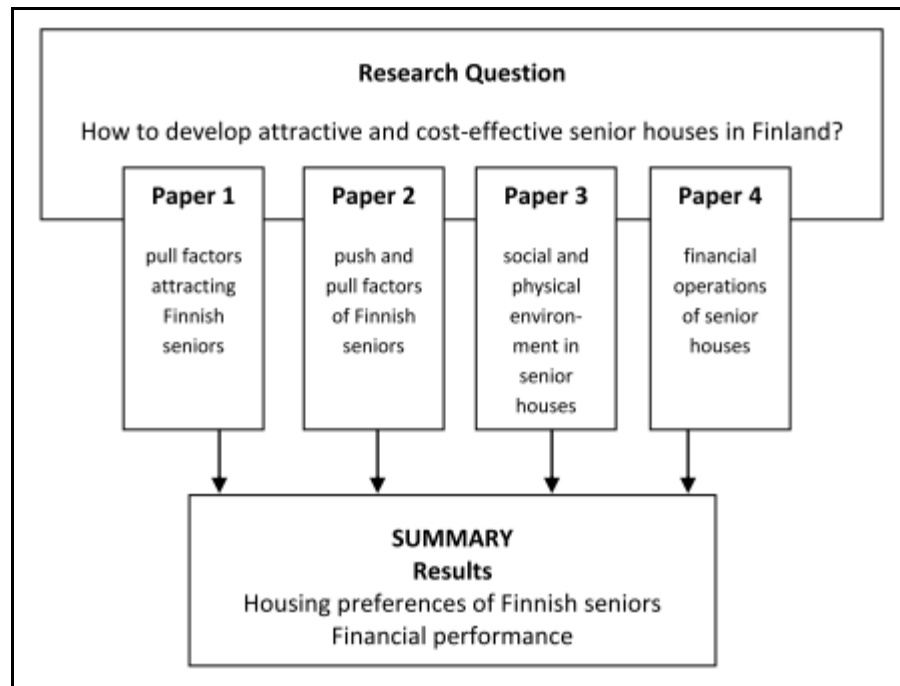 Research Question
How to develop attractive and cost-effective senior houses in Finland?
Paper 1
pull factors
attracting
Finnish
seniors
Paper 2
push and
pull factors
of Finnish
seniors
Paper 3
social and
physical
environ-
ment in
senior
houses
Paper 4
financial
operations
of senior
houses
SUMMARY
Results
Housing preferences of Finnish seniors
Financial performance